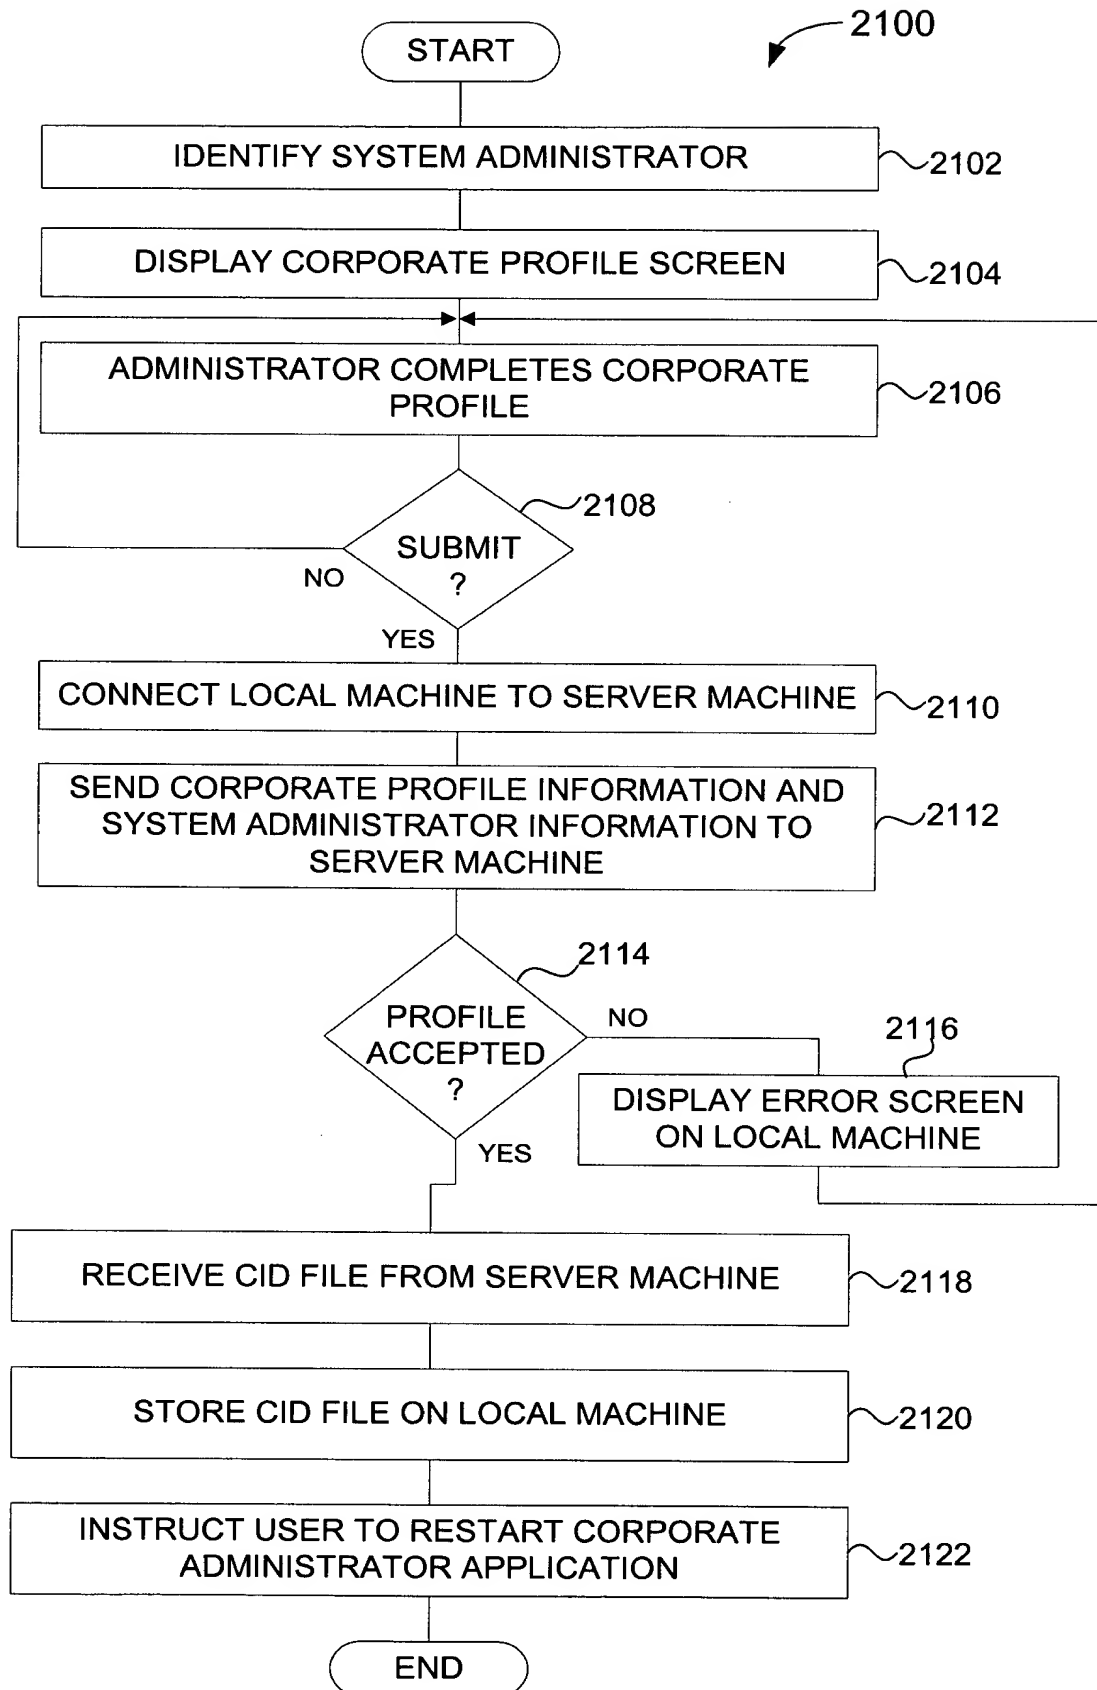 2100
START
IDENTIFY SYSTEM ADMINISTRATOR
2102
DISPLAY CORPORATE PROFILE SCREEN
2104
ADMINISTRATOR COMPLETES CORPORATE
PROFILE
2106
2108
SUBMIT
?
NO
YES
CONNECT LOCAL MACHINE TO SERVER MACHINE
2110
SEND CORPORATE PROFILE INFORMATION AND
SYSTEM ADMINISTRATOR INFORMATION TO
SERVER MACHINE
2112
2114
PROFILE
ACCEPTED
?
NO
YES
2116
DISPLAY ERROR SCREEN
ON LOCAL MACHINE
RECEIVE CID FILE FROM SERVER MACHINE
2118
STORE CID FILE ON LOCAL MACHINE
2120
INSTRUCT USER TO RESTART CORPORATE
ADMINISTRATOR APPLICATION
2122
END